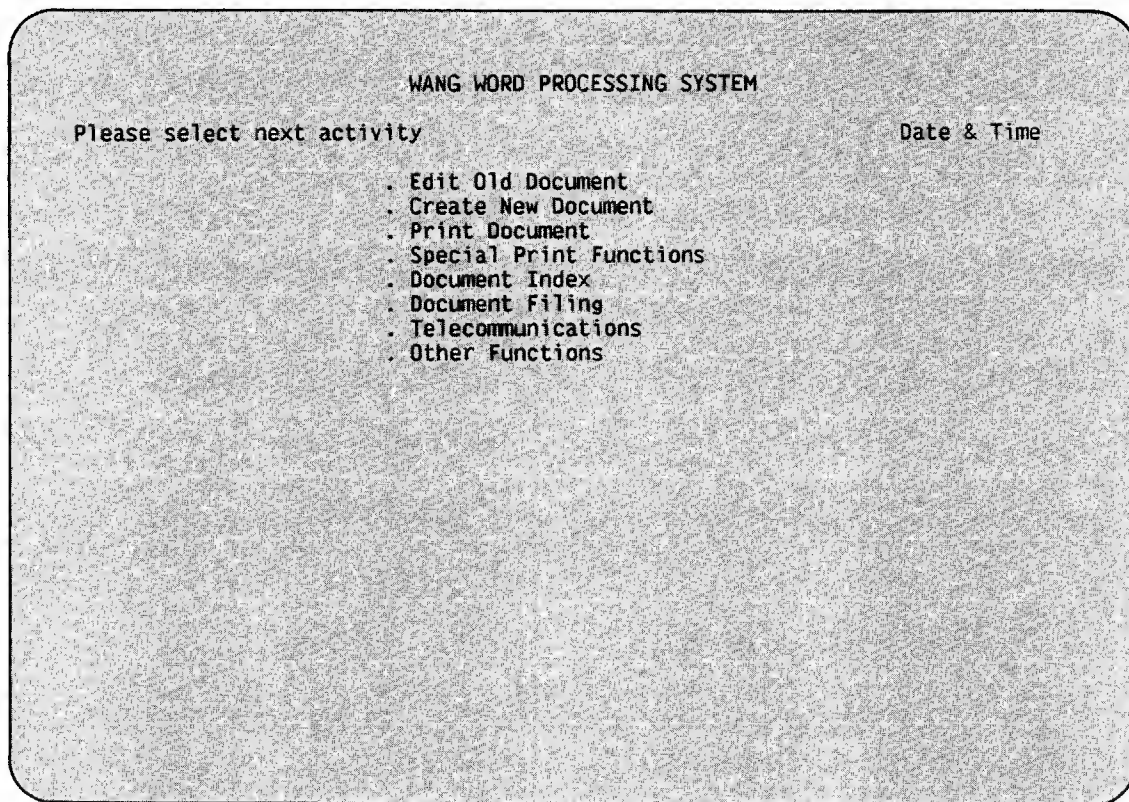 WANG WORD PROCESSING SYSTEM
Please select next activity Date & Time
. Edit Old Document
. Create New Document
. Print Document
. Special Print Functions
. Document Index
. Document Filing
. Telecommunications
. Other Functions